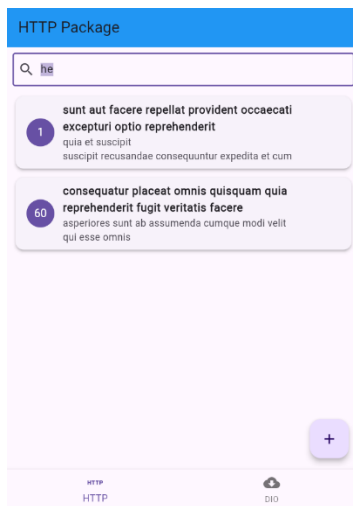 HTTP Package
he
sunt aut facere repellat provident occaecati
1
excepturi optio reprehenderit
quia et suscipit
suscipit recusandae consequuntur expedita et cum
consequatur placeat omnis quisquam quia
60
reprehenderit fugit veritatis facere
asperiores sunt ab assumenda cumque modi velit
qui esse omnis
+
HTTP
HTTP
DIO